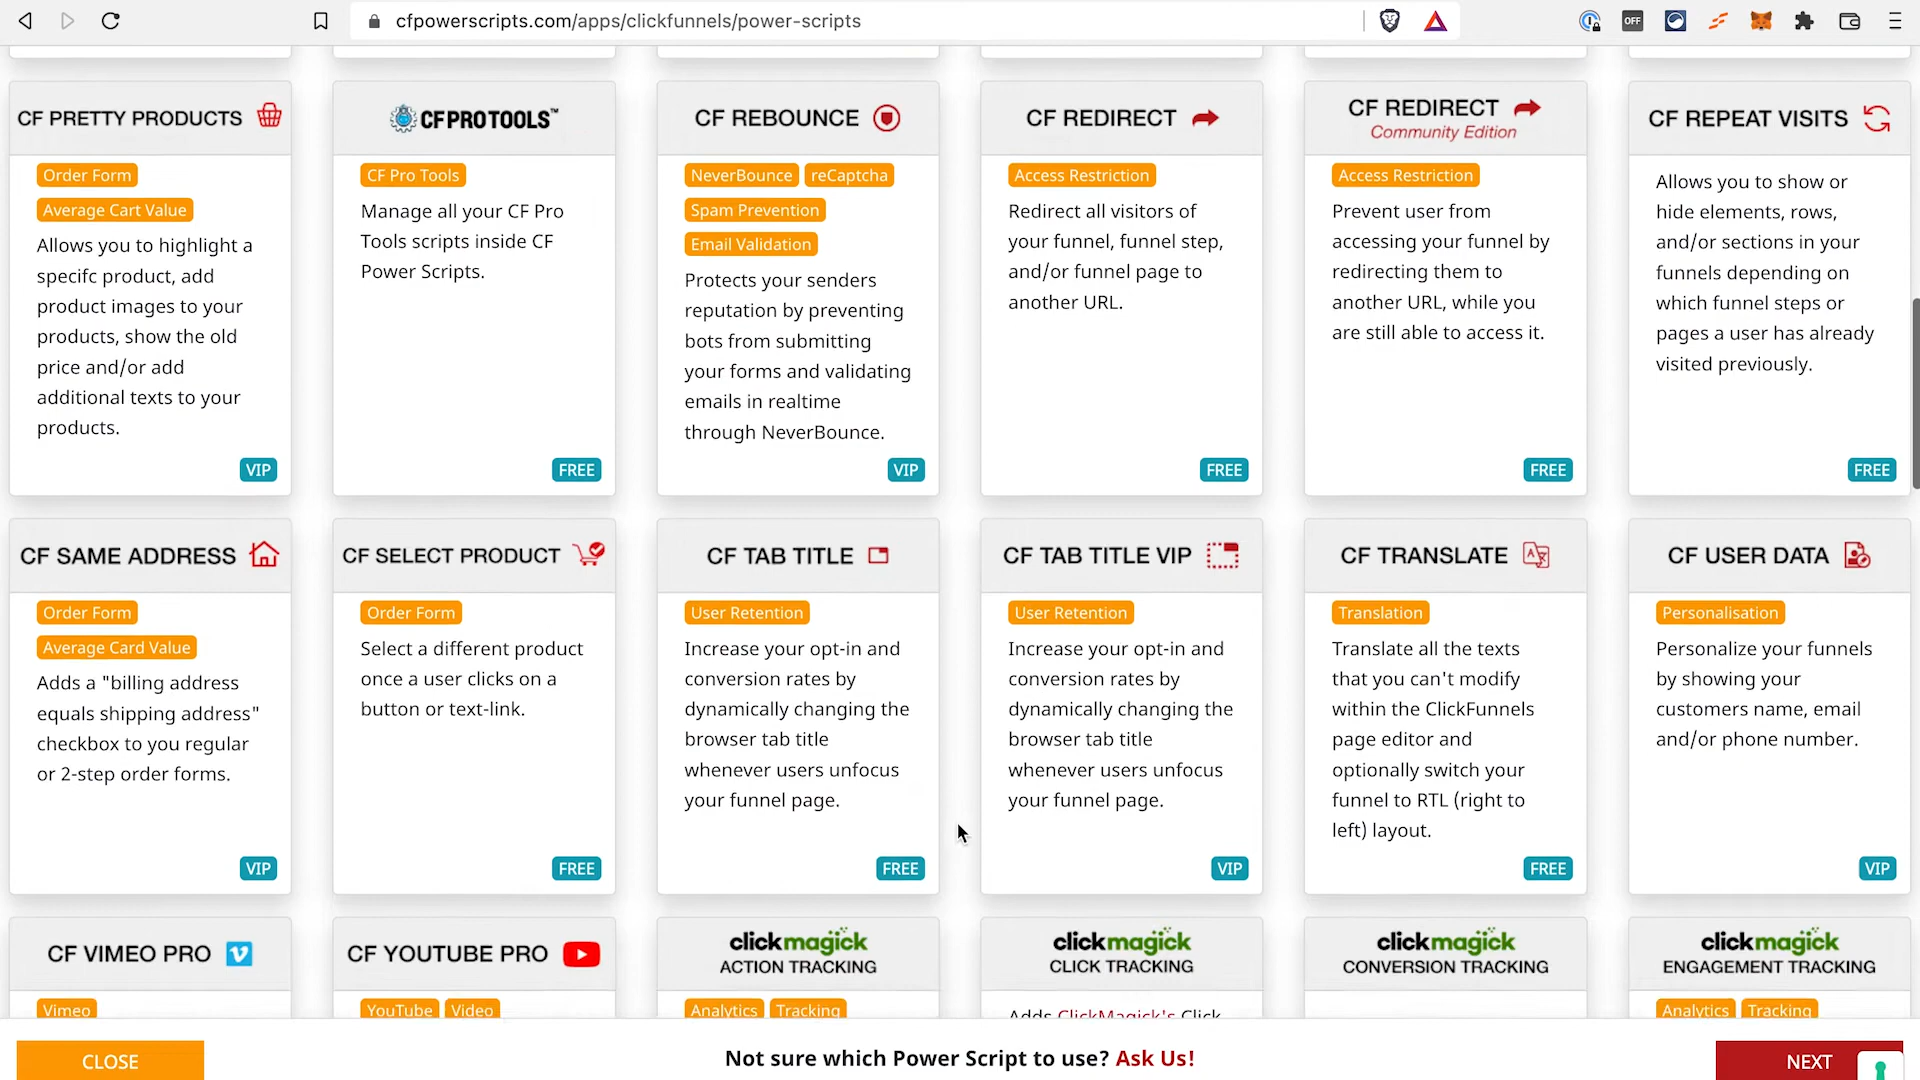 cfpowerscripts.com/apps/clickfunnels/power-scripts
OFF
CF PRETTY PRODUCTS
Order Form
Average Cart Value
Allows you to highlight a
specifc product, add
product images to your
products, show the old
price and/or add
additional texts to your
products.
VIP
CFPROTOOLS™
CF Pro Tools
Manage all your CF Pro
Tools scripts inside CF
Power Scripts.
FREE
CF REBOUNCE
NeverBounce reCaptcha
Spam Prevention
Email Validation
Protects your senders
reputation by preventing
bots from submitting
your forms and validating
emails in realtime
through NeverBounce.
VIP
CF REDIRECT
Access Restriction
Redirect all visitors of
your funnel, funnel step,
and/or funnel page to
another URL.
FREE
CF REDIRECT
Community Edition
Access Restriction
Prevent user from
accessing your funnel by
redirecting them to
another URL, while you
are still able to access it.
FREE
CF REPEAT VISITS
Allows you to show or
hide elements, rows,
and/or sections in your
funnels depending on
which funnel steps or
pages a user has already
visited previously.
FREE
CF SAME ADDRESS
Order Form
Average Card Value
Adds a "billing address
equals shipping address"
checkbox to you regular
or 2-step order forms.
VIP
CF SELECT PRODUCT
Order Form
Select a different product
once a user clicks on a
button or text-link.
FREE
CF TAB TITLE
User Retention
Increase your opt-in and
conversion rates by
dynamically changing the
browser tab title
whenever users unfocus
your funnel page.
FREE
CF TAB TITLE VIP
User Retention
Increase your opt-in and
conversion rates by
dynamically changing the
browser tab title
whenever users unfocus
your funnel page.
VIP
CF TRANSLATE
Translation
Translate all the texts
that you can't modify
within the ClickFunnels
page editor and
optionally switch your
funnel to RTL (right to
left) layout.
FREE
CF USER DATA
Personalisation
Personalize your funnels
by showing your
customers name, email
and/or phone number.
VIP
CF VIMEO PRO
Vimeo
CF YOUTUBE PRO
YouTube Video
clickmagick
ACTION TRACKING
Analytics Tracking
clickmagick
CLICK TRACKING
Adds ClickMagick's Click
clickmagick
CONVERSION TRACKING
clickmagick
ENGAGEMENT TRACKING
Analytics Tracking
CLOSE
Not sure which Power Script to use? Ask Us!
NEXT